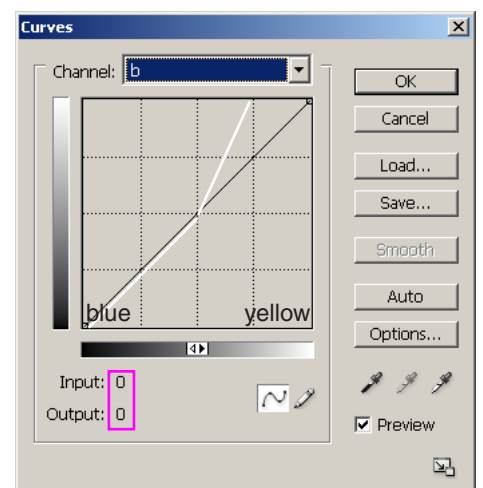 Curves
Channel: b
OK
Cancel
Load...
Save...
Smooth
Auto
Options...
blue yellow
Input: 0
Output: 0
Preview